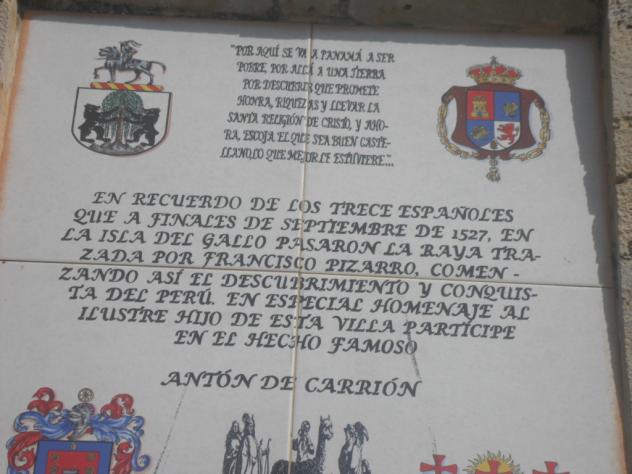 "POR AQUÍ SE VA A PANAMÁ A SER
POBRE, POR ALLÁ A UNA TIERRA
POR DESCUBRIR QUE PROMETE
HONRA, RIQUEZAS Y LLEVAR LA
SANTA RELIGIÓN DE CRISTO, Y AHO-
RA, ESCOJA EL QUE SEA BUEN CASTE-
LLANO, LO QUE MEJOR LE ESTUVIERE"...
EN RECUERDO DE LOS TRECE ESPAÑOLES
QUE A FINALES DE SEPTIEMBRE DE 1527, EN
LA ISLA DEL GALLO PASARON LA RAYA TRA-
ZADA POR FRANCISCO PIZARRO, COMEN-
ZANDO ASÍ EL DESCUBRIMIENTO Y CONQUIS-
TA DEL PERÚ. EN ESPECIAL HOMENAJE AL
ILUSTRE HIJO DE ESTA VILLA PARTÍCIPE
EN EL HECHO FAMOSO
ANTÓN DE CARRIÓN